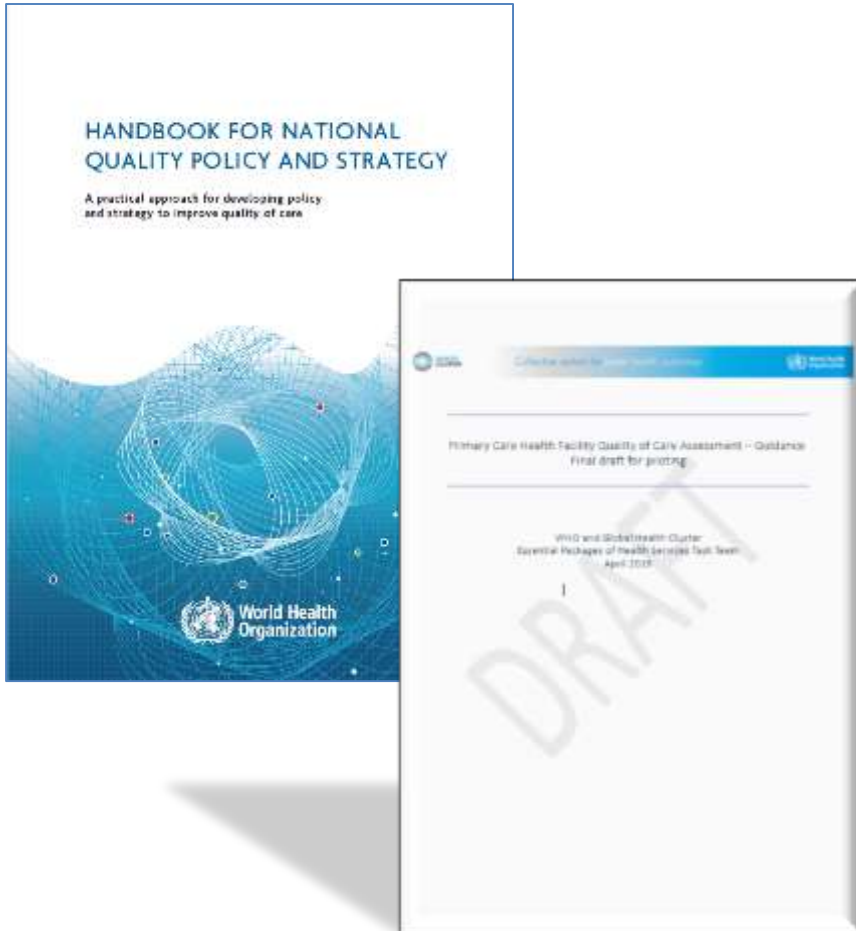 HANDBOOK FOR NATIONAL
QUALITY POLICY AND STRATEGY
A practical approach for developing policy
and strategy to improve quality of care
World Health
Organization
Primary Care Health Facility Quality of Care Assessment – Guidance
Final draft for piloting
WHO and Global Health Cluster
Essential Packages of Health Services Task Team
April 2019
DRAFT